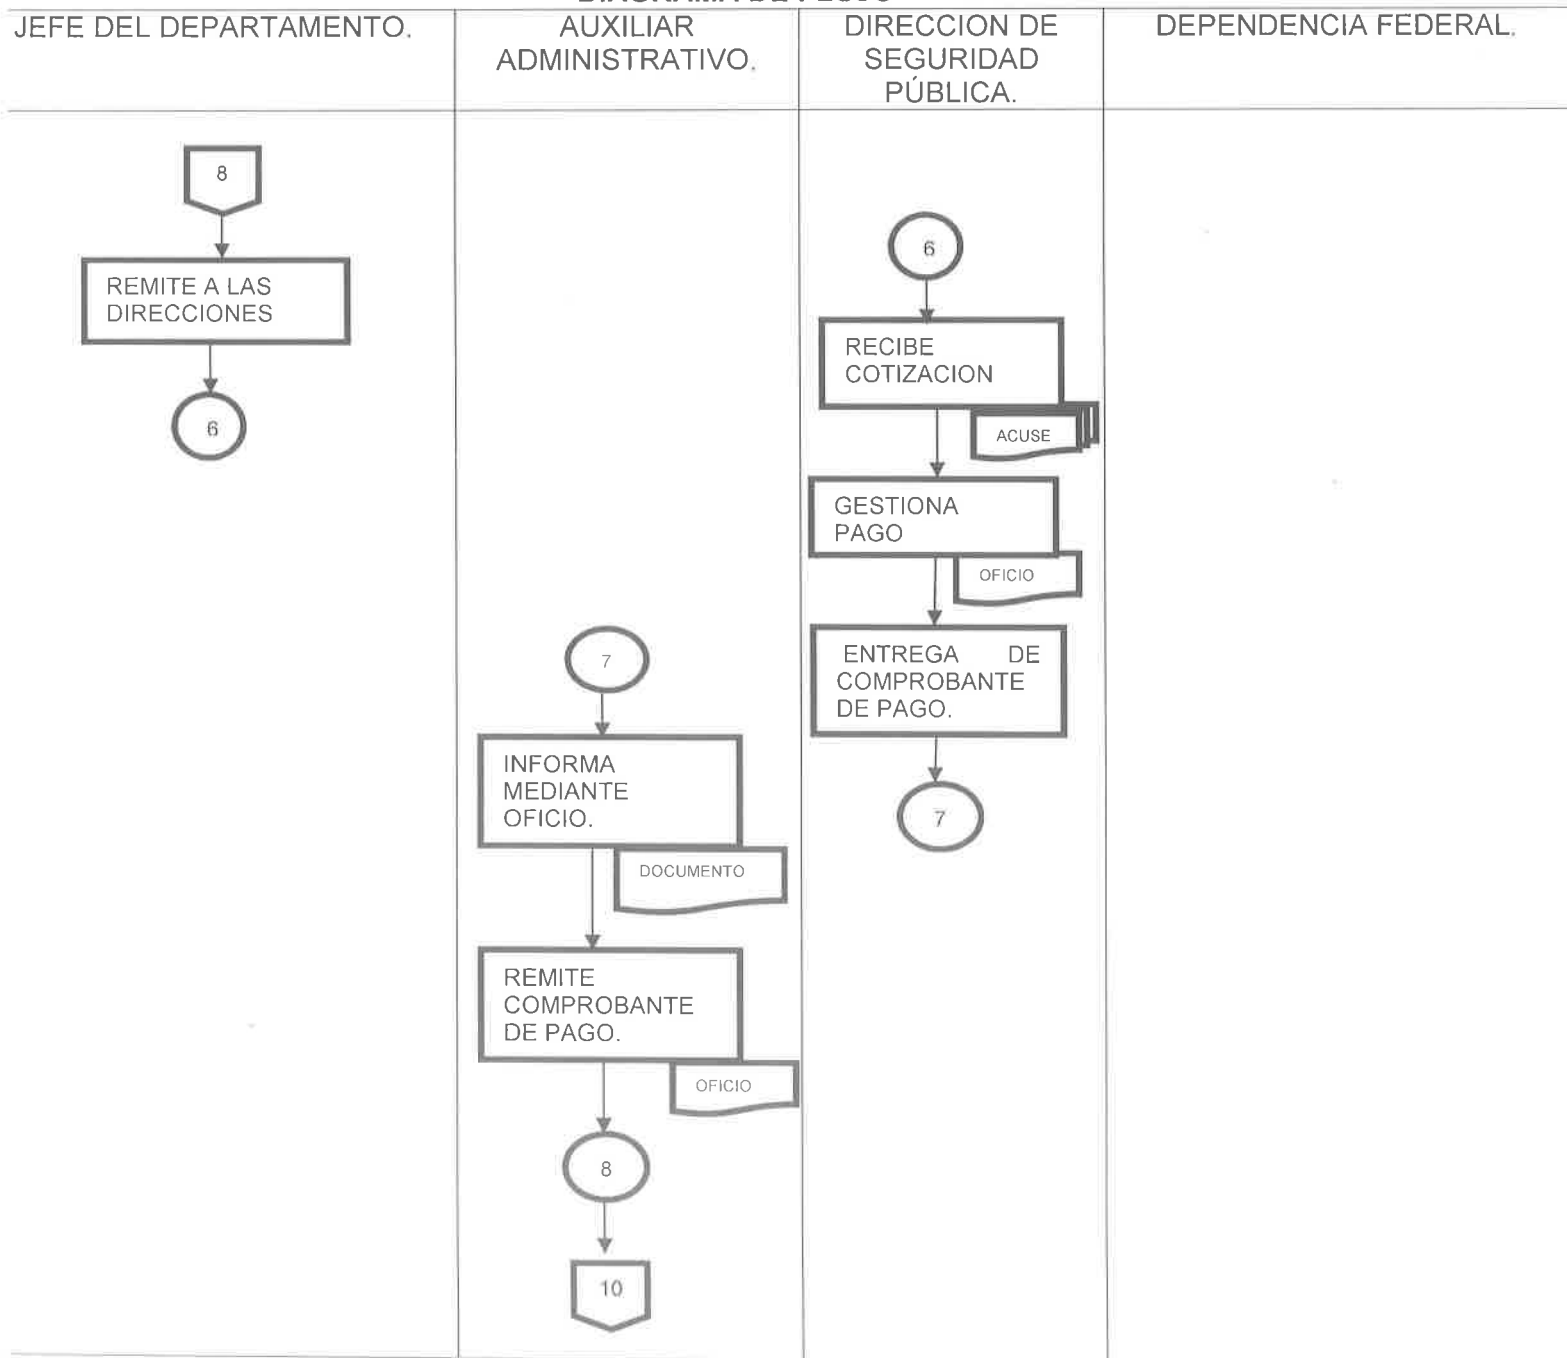 JEFE DEL DEPARTAMENTO.
AUXILIAR
ADMINISTRATIVO.
DIRECCION DE
SEGURIDAD
PÚBLICA.
DEPENDENCIA FEDERAL.
8
REMITE A LAS
DIRECCIONES
6
7
INFORMA
MEDIANTE
OFICIO.
DOCUMENTO
REMITE
COMPROBANTE
DE PAGO.
OFICIO
8
10
6
RECIBE
COTIZACION
ACUSE
GESTIONA
PAGO
OFICIO
ENTREGA DE
COMPROBANTE
DE PAGO.
7